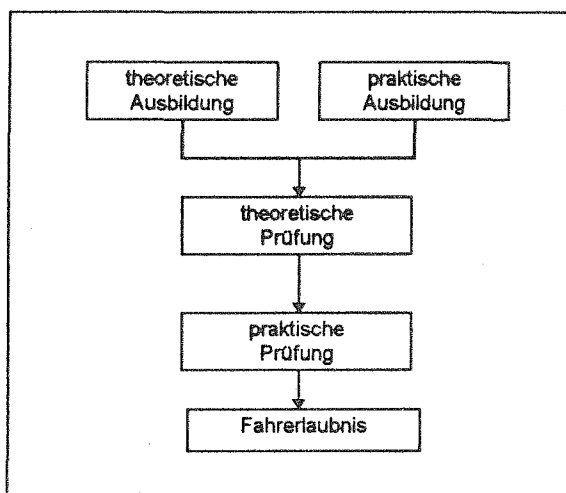 theoretische
Ausbildung
praktische
Ausbildung
theoretische
Prüfung
praktische
Prüfung
Fahrerlaubnis